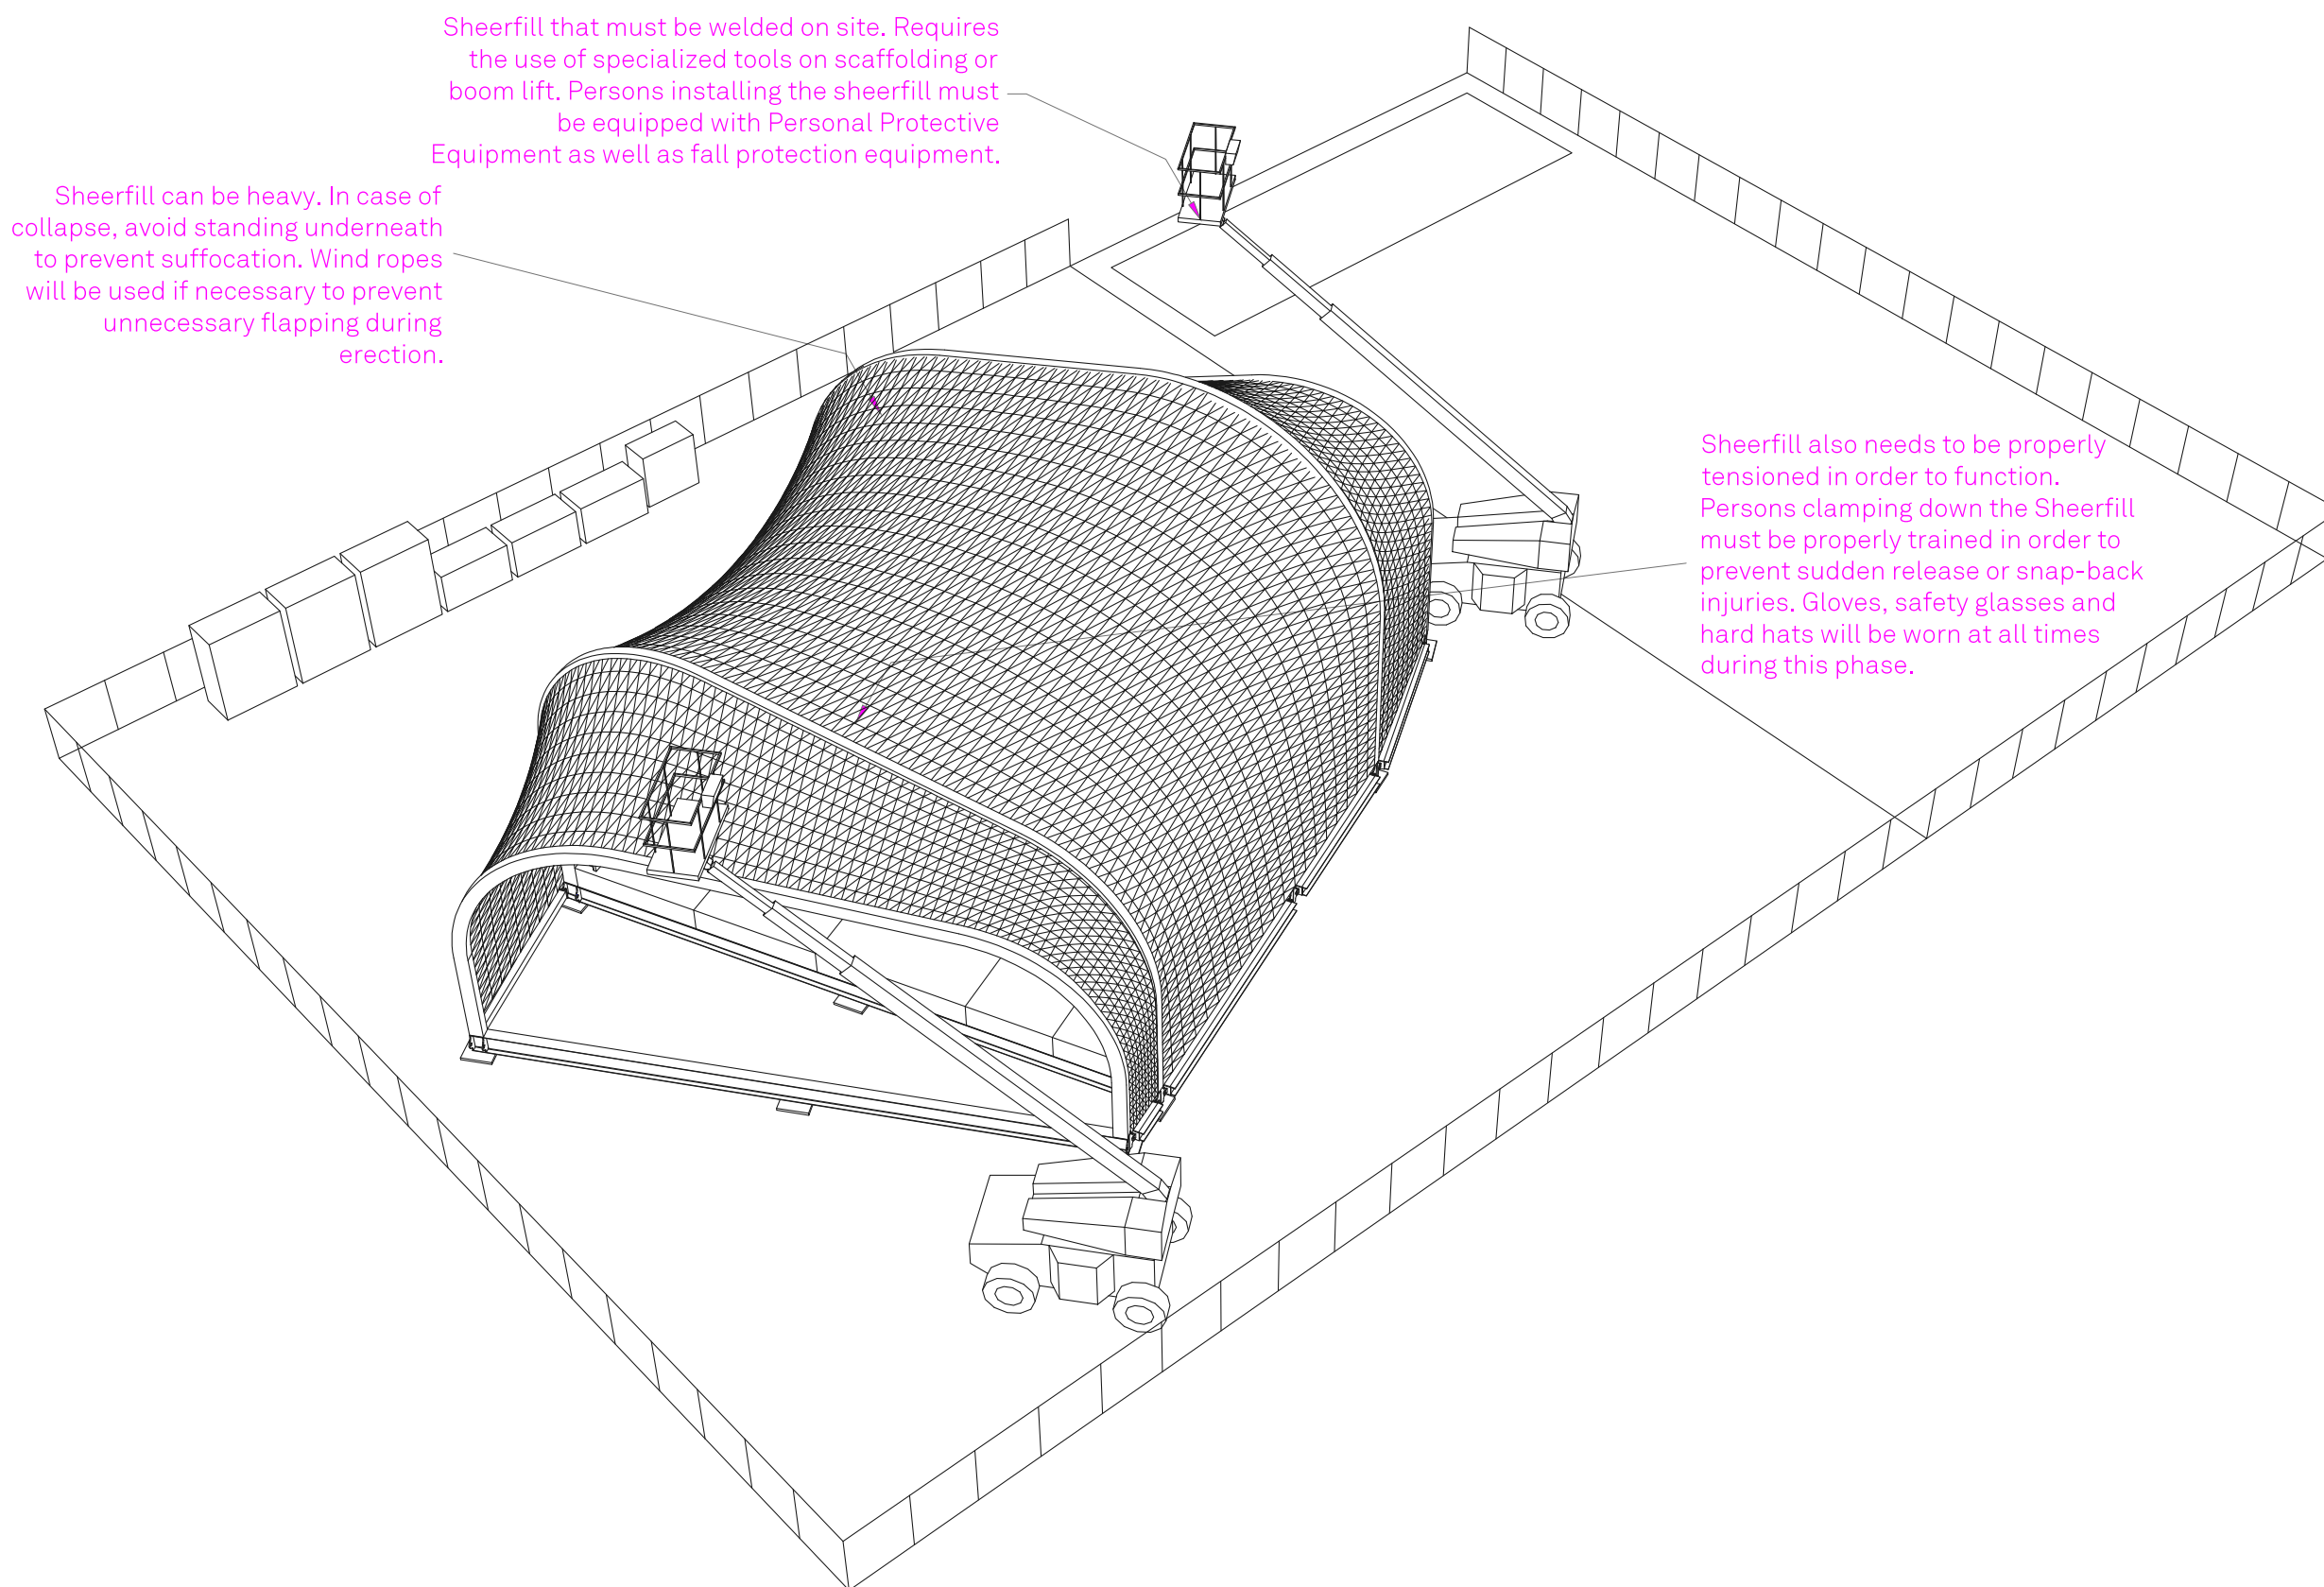 Sheerfill that must be welded on site. Requires
the use of specialized tools on scaffolding or
boom lift. Persons installing the sheerfill must
be equipped with Personal Protective
Equipment as well as fall protection equipment.
Sheerfill can be heavy. In case of
collapse, avoid standing underneath
to prevent suffocation. Wind ropes
will be used if necessary to prevent
unnecessary flapping during
erection.
Sheerfill also needs to be properly
tensioned in order to function.
Persons clamping down the Sheerfill
must be properly trained in order to
prevent sudden release or snap-back
injuries. Gloves, safety glasses and
hard hats will be worn at all times
during this phase.